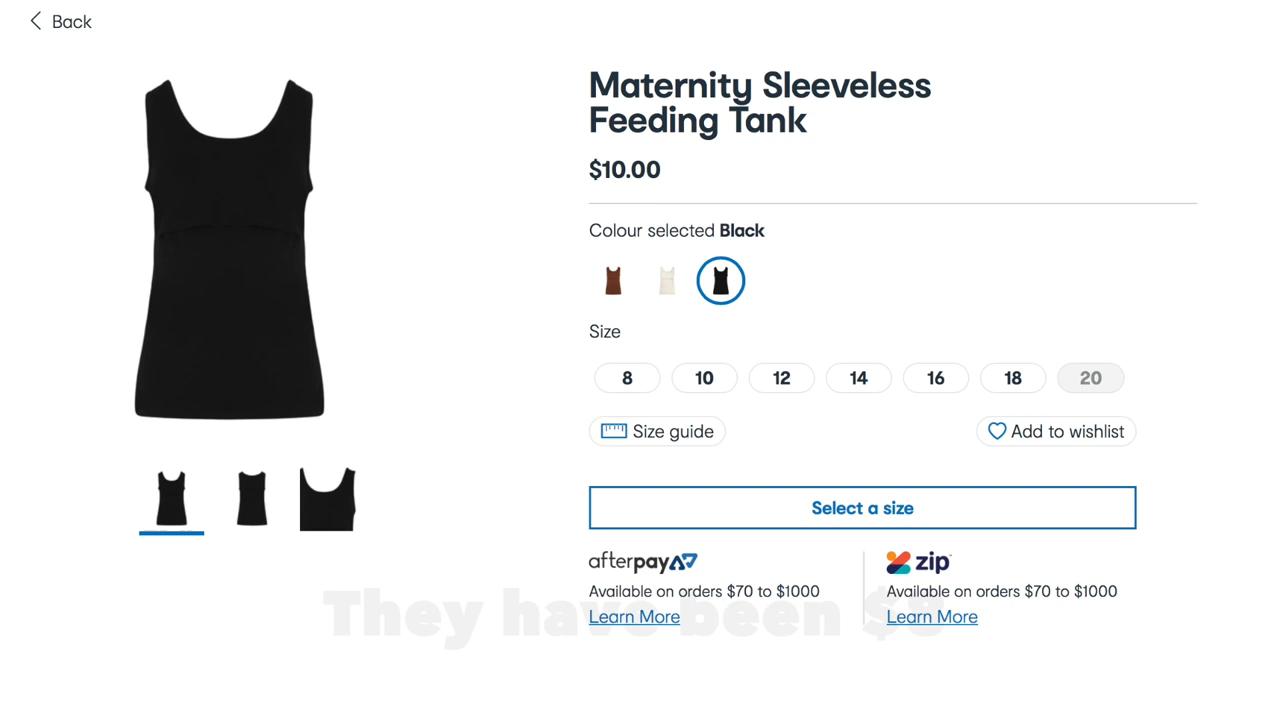 Back
Maternity Sleeveless
Feeding Tank
$10.00
Colour selected Black
Size
8 10 12 14 16 18 20
Size guide
Add to wishlist
Select a size
afterpay
zip
Available on orders $70 to $1000
Available on orders $70 to $1000
Learn More
Learn More
They have been $8